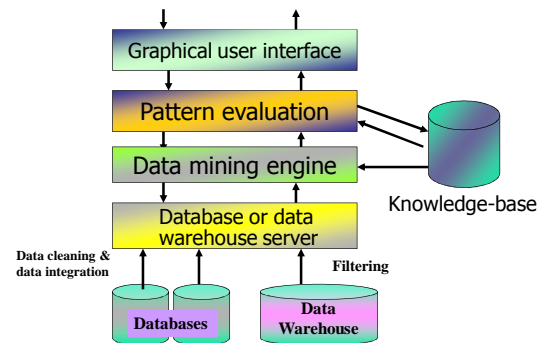 Graphical user interface
Pattern evaluation
Data mining engine
Knowledge-base
Database or data
warehouse server
Data cleaning &
data integration
Filtering
Databases
Data
Warehouse